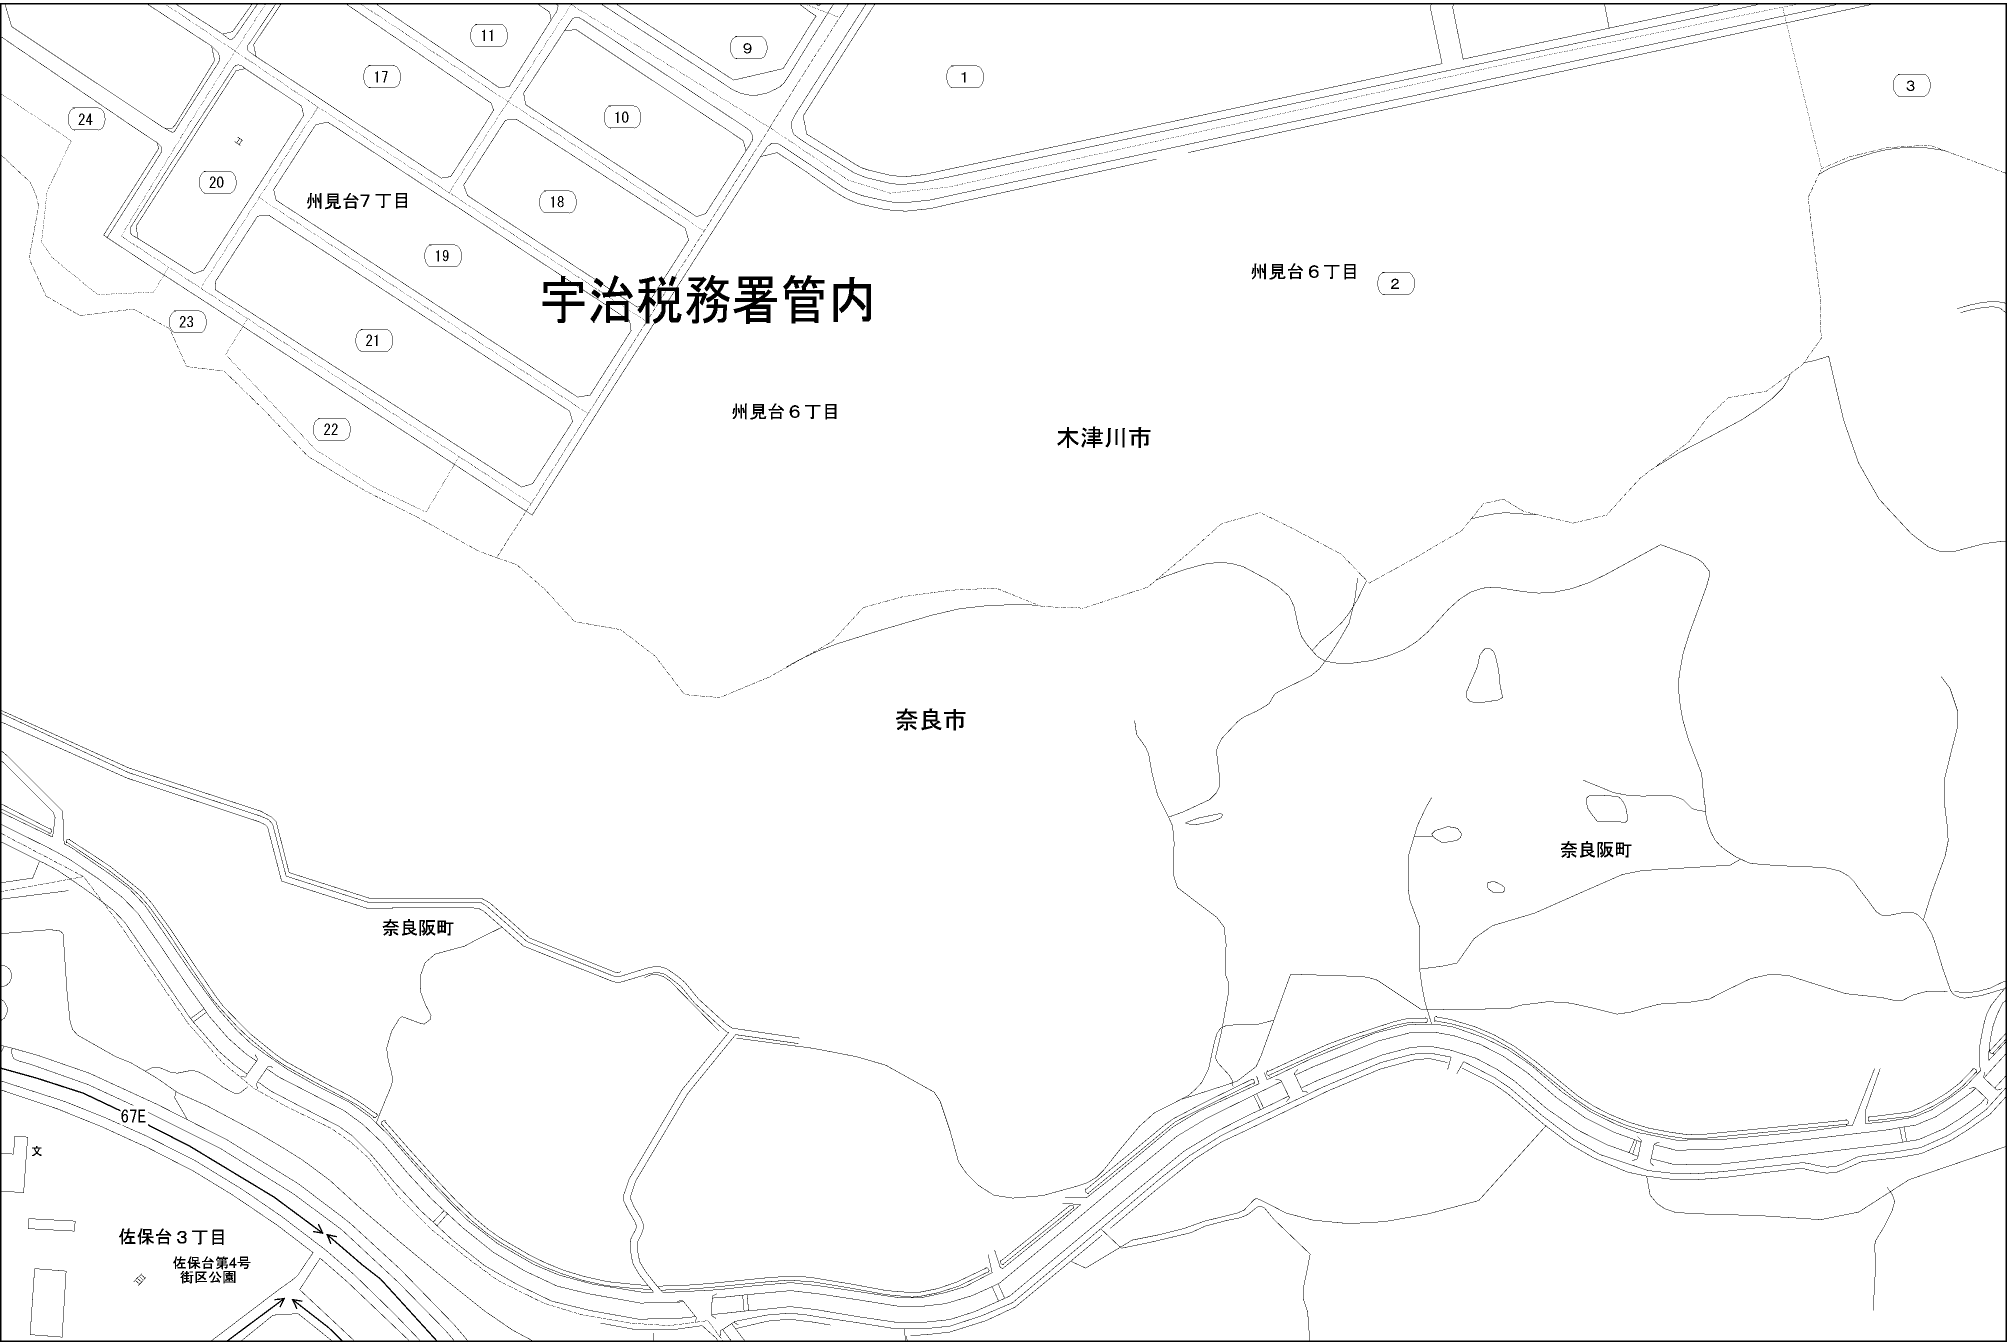 11
9
17
1
3
24
10
20
18
州見台7丁目
19
州見台6丁目
2
宇治税務署管内
23
21
州見台6丁目
22
木津川市
奈良市
奈良阪町
奈良阪町
67E
文
佐保台3丁目
佐保台第4号
街区公園